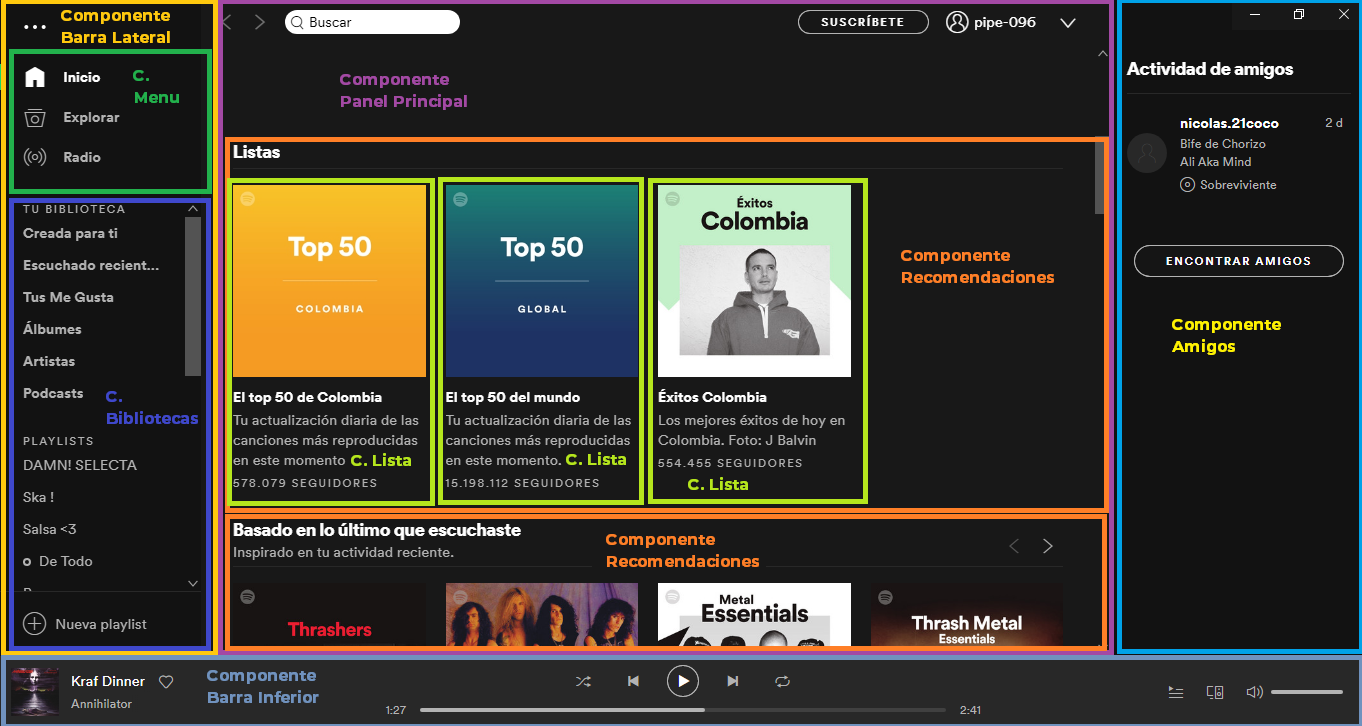 Componente
Barra Lateral
Inicio
C.
Menu
Explorar
Radio
TU BIBLIOTECA
Creada para ti
Escuchado recient...
Tus Me Gusta
Álbumes
Artistas
Podcasts
C.
Bibliotecas
PLAYLISTS
DAMN! SELECTA
Ska !
Salsa <3
De Todo
Nueva playlist
Buscar
SUSCRÍBETE
pipe-096
Componente
Panel Principal
Listas
Top 50
COLOMBIA
El top 50 de Colombia
Tu actualización diaria de las
canciones más reproducidas
en este momento
C. Lista
578.079 SEGUIDORES
Top 50
GLOBAL
El top 50 del mundo
Tu actualización diaria de las
canciones más reproducidas
en este momento.
C. Lista
15.198.112 SEGUIDORES
Éxitos
Colombia
Éxitos Colombia
Los mejores éxitos de hoy en
Colombia. Foto: J Balvin
554.455 SEGUIDORES
C. Lista
Componente
Recomendaciones
Basado en lo último que escuchaste
Inspirado en tu actividad reciente.
Componente
Recomendaciones
Thrashers
Metal
Essentials
Thrash Metal
Essentials
Actividad de amigos
nicolas.21coco
2 d
Bife de Chorizo
Ali Aka Mind
Sobreviviente
ENCONTRAR AMIGOS
Componente
Amigos
Kraf Dinner
Annihilator
Componente
Barra Inferior
1:27
2:41